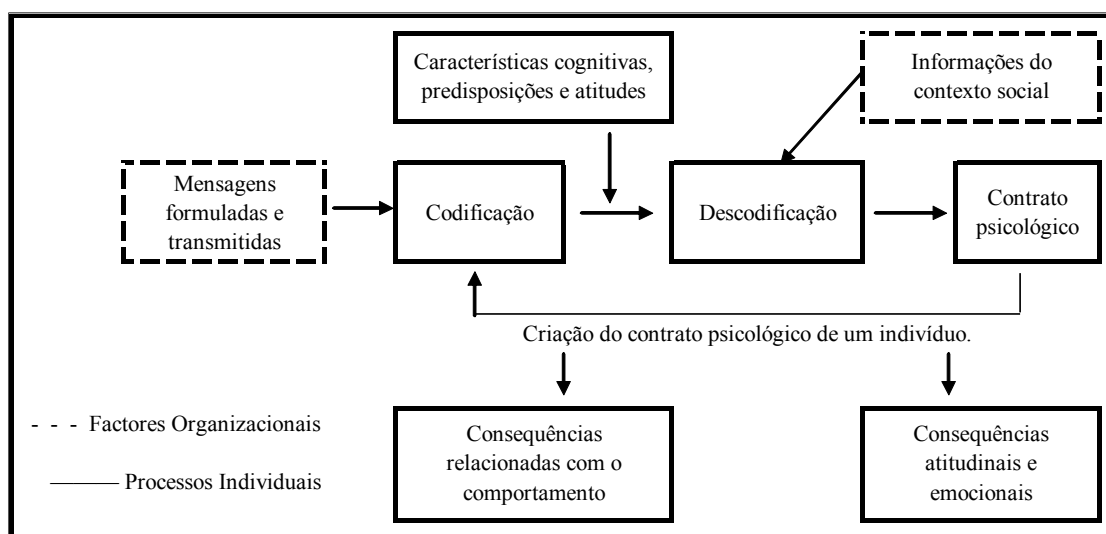 Características cognitivas,
predisposições e atitudes
Informações do
contexto social
Mensagens
formuladas e
transmitidas
Codificação
Descodificação
Contrato
psicológico
Criação do contrato psicológico de um indivíduo.
- - - Factores Organizacionais
——— Processos Individuais
Consequências
relacionadas com o
comportamento
Consequências
atitudinais e
emocionais